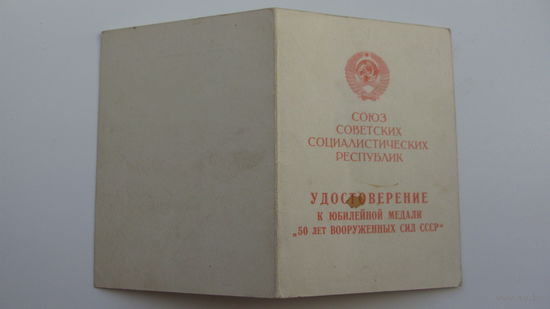 СОЮЗ
СОВЕТСКИХ
СОЦИАЛИСТИЧЕСКИХ
РЕСПУБЛИК
УДОСТОВЕРЕНИЕ
К ЮБИЛЕЙНОЙ МЕДАЛИ
„50 ЛЕТ ВООРУЖЕННЫХ СИЛ СССР“